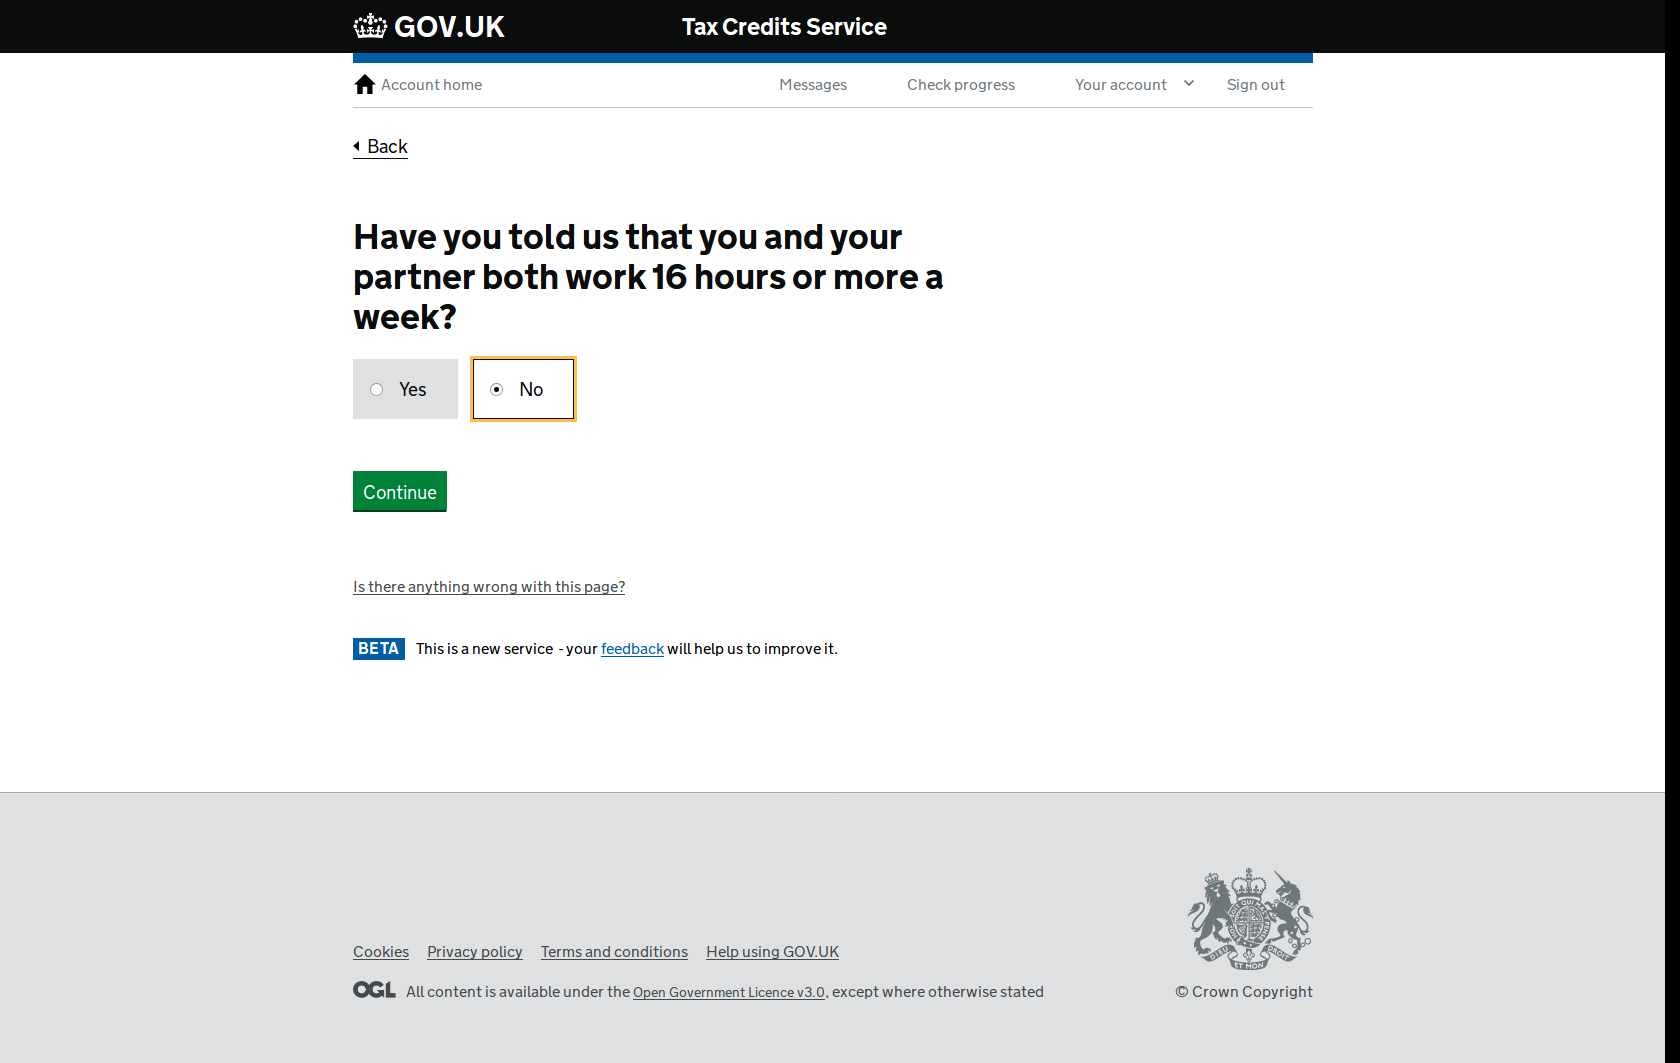 GOV.UK
Tax Credits Service
Account home
Messages
Check progress
Your account
Sign out
Back
Have you told us that you and your
partner both work 16 hours or more a
week?
Yes
No
Continue
Is there anything wrong with this page?
BETA This is a new service - your feedback will help us to improve it.
Cookies
Privacy policy
Terms and conditions
Help using GOV.UK
OGL All content is available under the Open Government Licence v3.0, except where otherwise stated
DIEU ET MON DROIT
© Crown Copyright